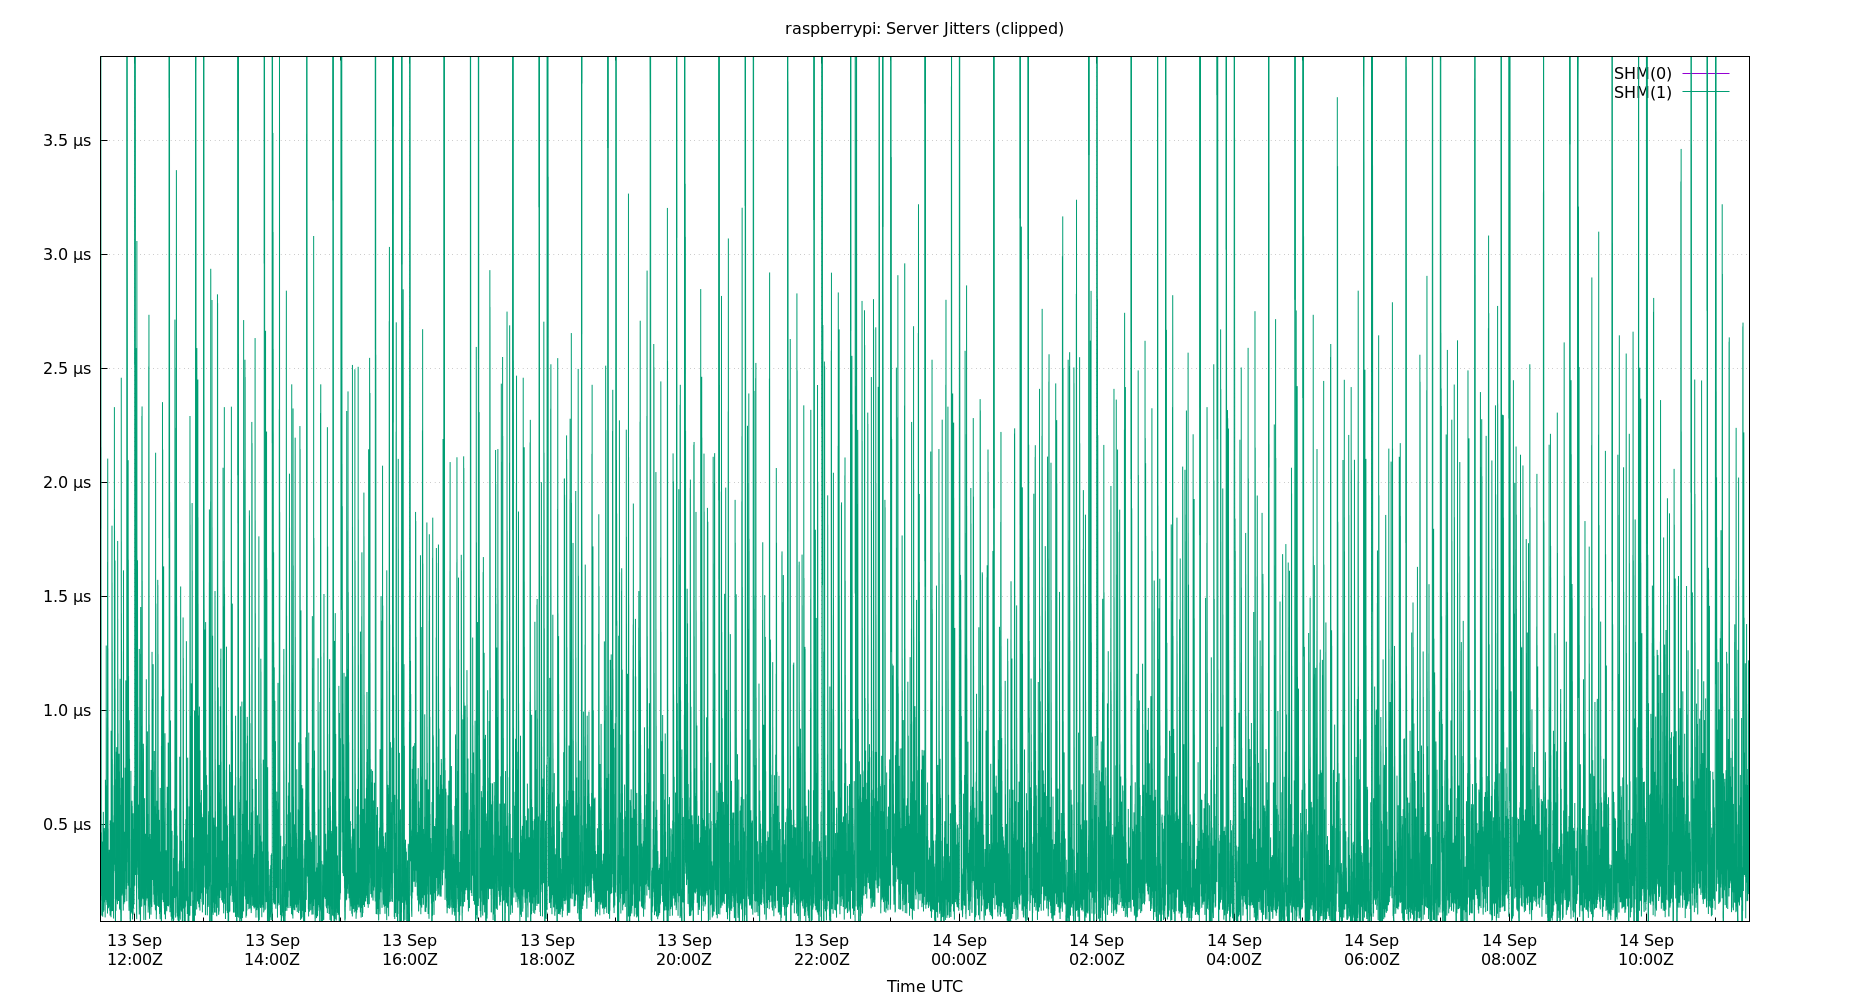 raspberrypi: Server Jitters (clipped)
SHM(0)
SHM(1)
3.5 μs
3.0 μs
2.5 μs
2.0 μs
1.5 μs
1.0 μs
0.5 μs
13 Sep 13 Sep 13 Sep 13 Sep 13 Sep 13 Sep 14 Sep 14 Sep 14 Sep 14 Sep 14 Sep 14 Sep
12:00Z 14:00Z 16:00Z 18:00Z 20:00Z 22:00Z 00:00Z 02:00Z 04:00Z 06:00Z 08:00Z 10:00Z
Time UTC